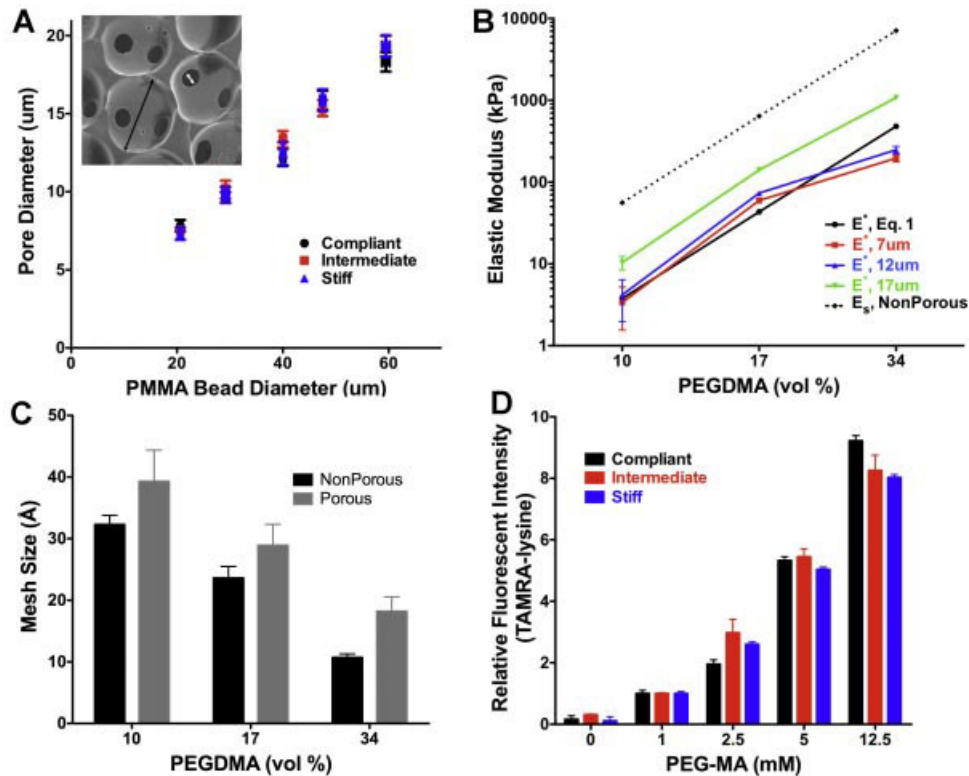 A
Pore Diameter (um)
20
15
10
5
0
0
20
40
60
PMMA Bead Diameter (um)
Compliant
Intermediate
Stiff
B
Elastic Modulus (kPa)
10000
1000
100
10
1
10
17
34
PEGDMA (vol %)
E*, Eq. 1
E*, 7um
E*, 12um
E*, 17um
Es, NonPorous
C
Mesh Size (Å)
50
40
30
20
10
0
10
17
34
PEGDMA (vol %)
NonPorous
Porous
D
Relative Fluorescent Intensity
(TAMRA-lysine)
10
8
6
4
2
0
0
1
2.5
5
12.5
PEG-MA (mM)
Compliant
Intermediate
Stiff